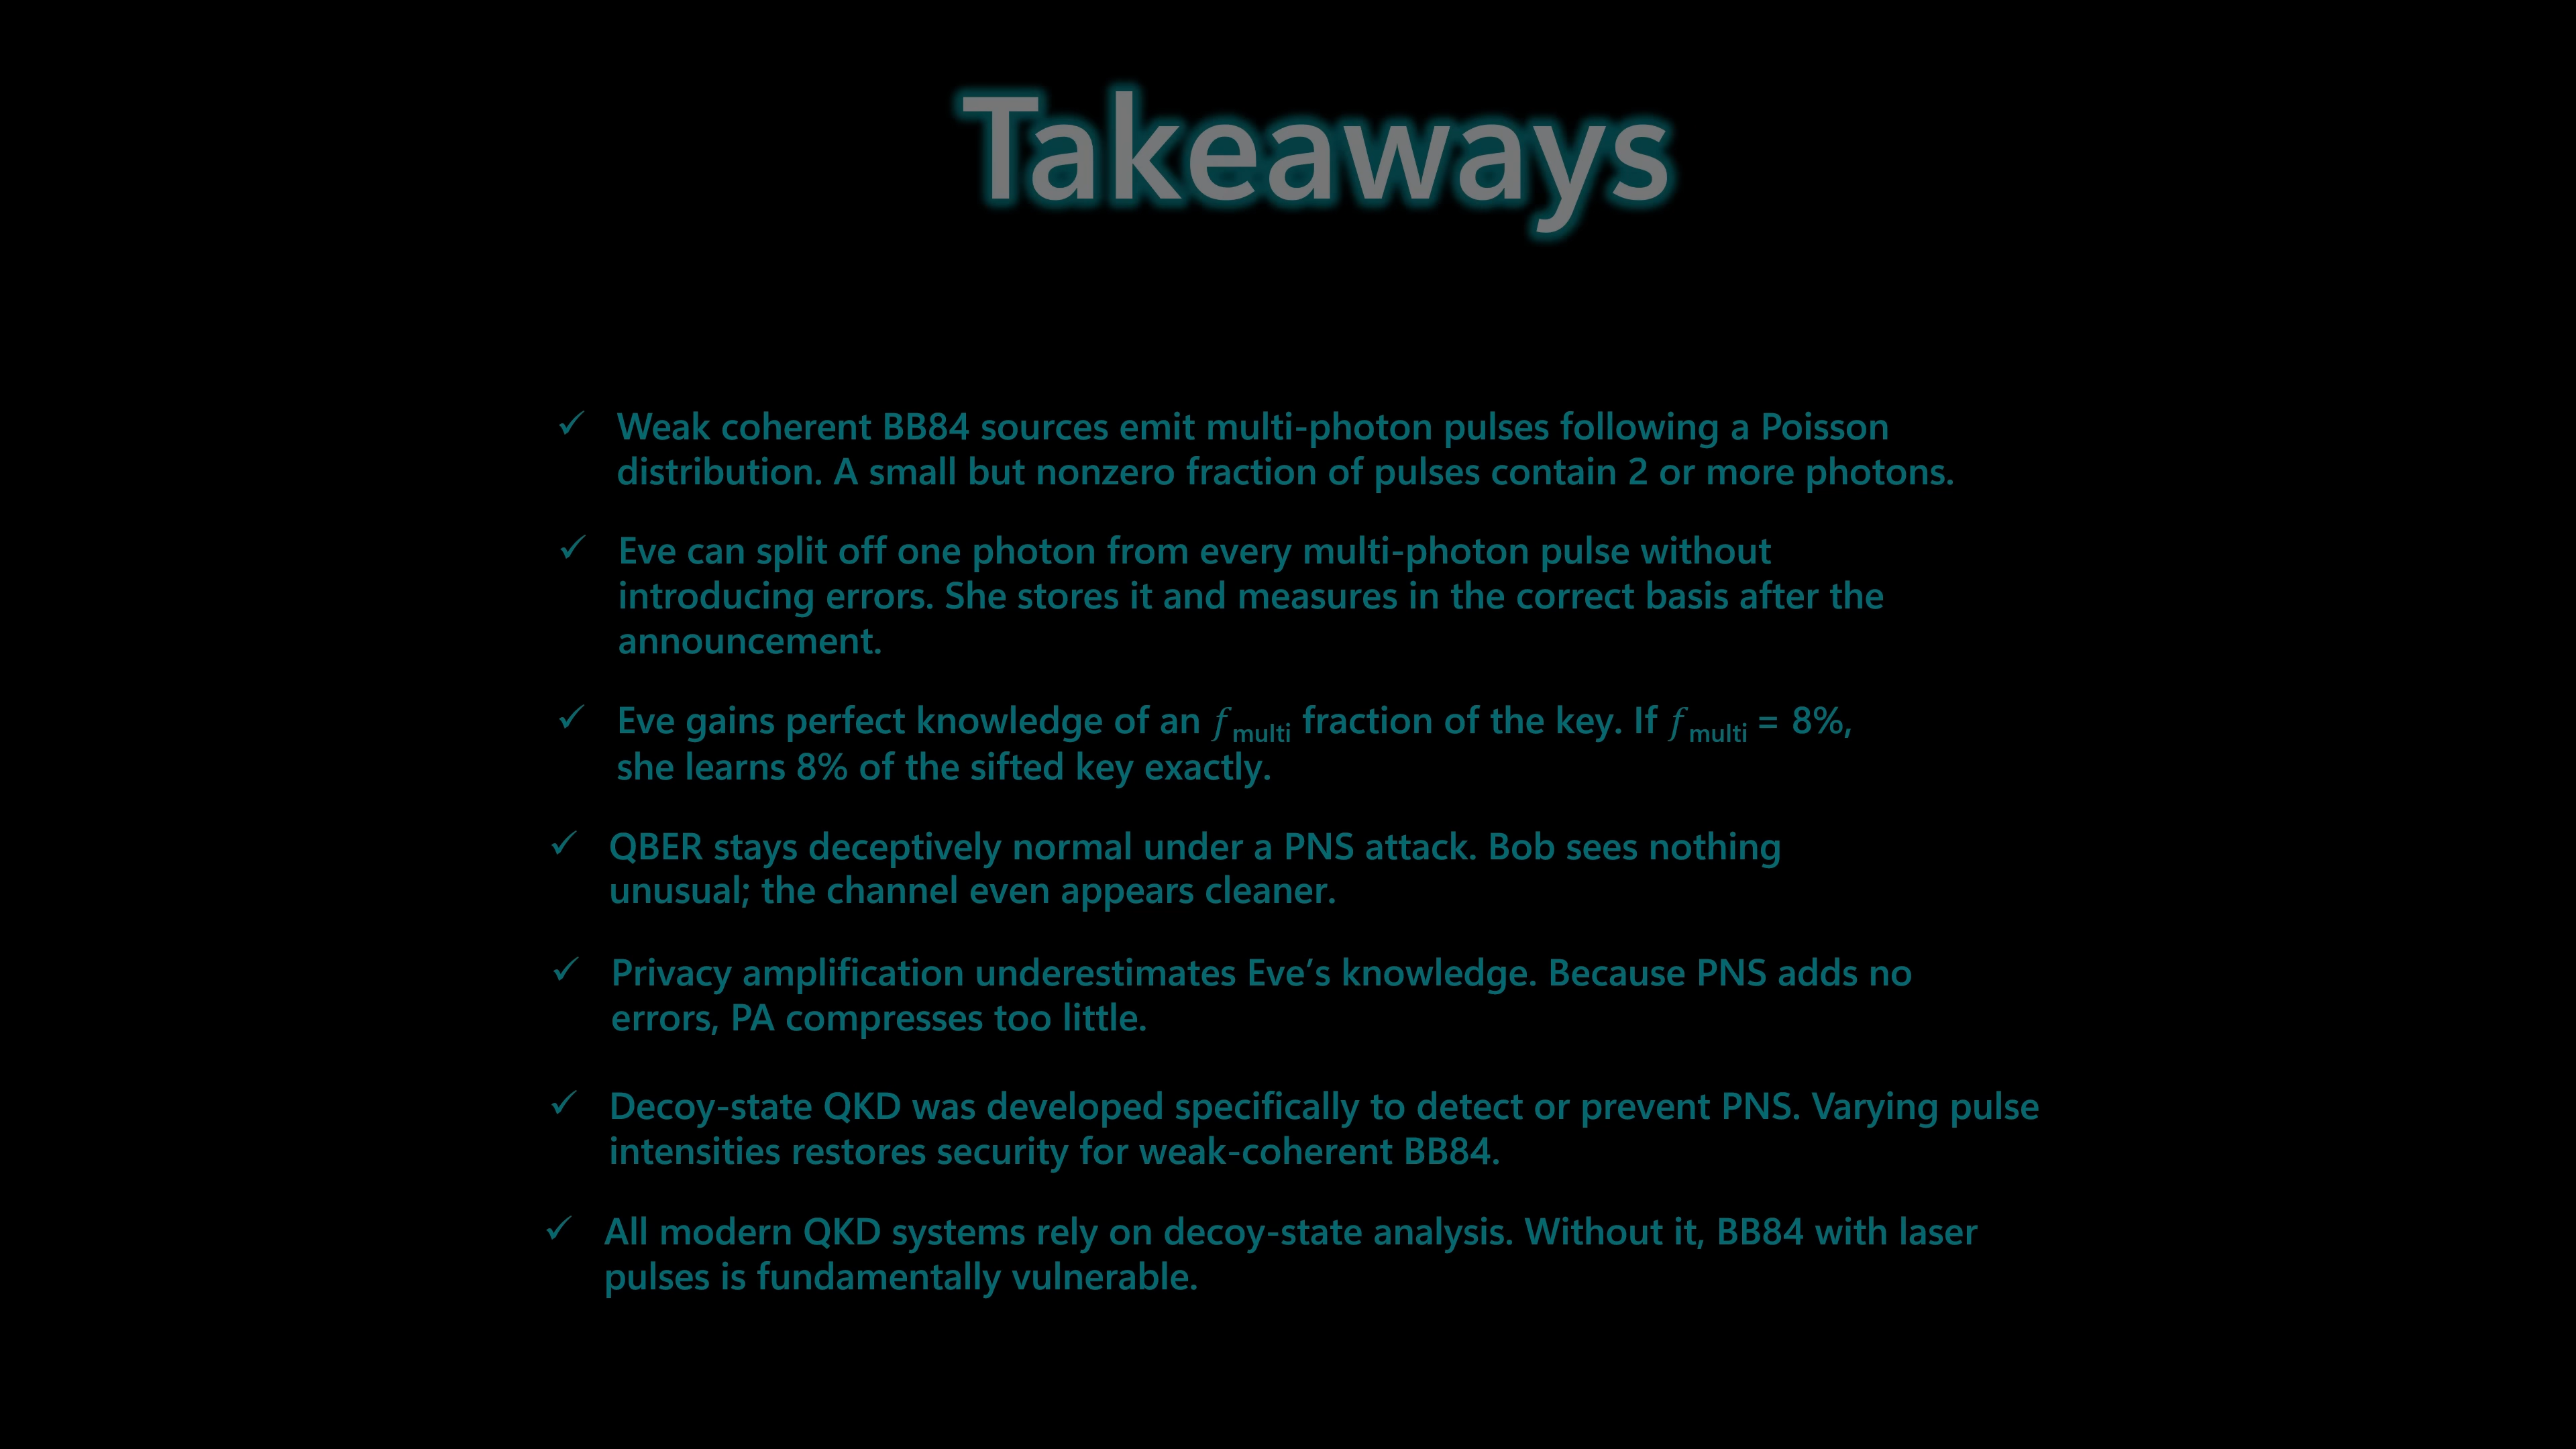 Takeaways
✓ Weak coherent BB84 sources emit multi-photon pulses following a Poisson
distribution. A small but nonzero fraction of pulses contain 2 or more photons.
✓ Eve can split off one photon from every multi-photon pulse without
introducing errors. She stores it and measures in the correct basis after the
announcement.
✓ Eve gains perfect knowledge of an f multi fraction of the key. If f multi = 8%,
she learns 8% of the sifted key exactly.
✓ QBER stays deceptively normal under a PNS attack. Bob sees nothing
unusual; the channel even appears cleaner.
✓ Privacy amplification underestimates Eve’s knowledge. Because PNS adds no
errors, PA compresses too little.
✓ Decoy-state QKD was developed specifically to detect or prevent PNS. Varying pulse
intensities restores security for weak-coherent BB84.
✓ All modern QKD systems rely on decoy-state analysis. Without it, BB84 with laser
pulses is fundamentally vulnerable.